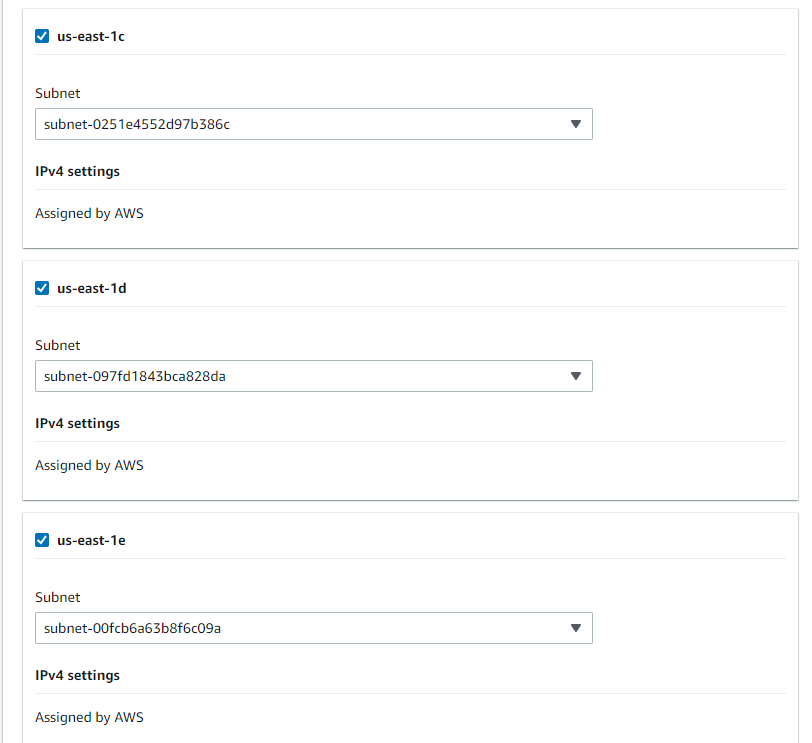 us-east-1c
Subnet
subnet-0251e4552d97b386c
IPv4 settings
Assigned by AWS
us-east-1d
Subnet
subnet-097fd1843bca828da
IPv4 settings
Assigned by AWS
us-east-1e
Subnet
subnet-00fcb6a63b8f6c09a
IPv4 settings
Assigned by AWS